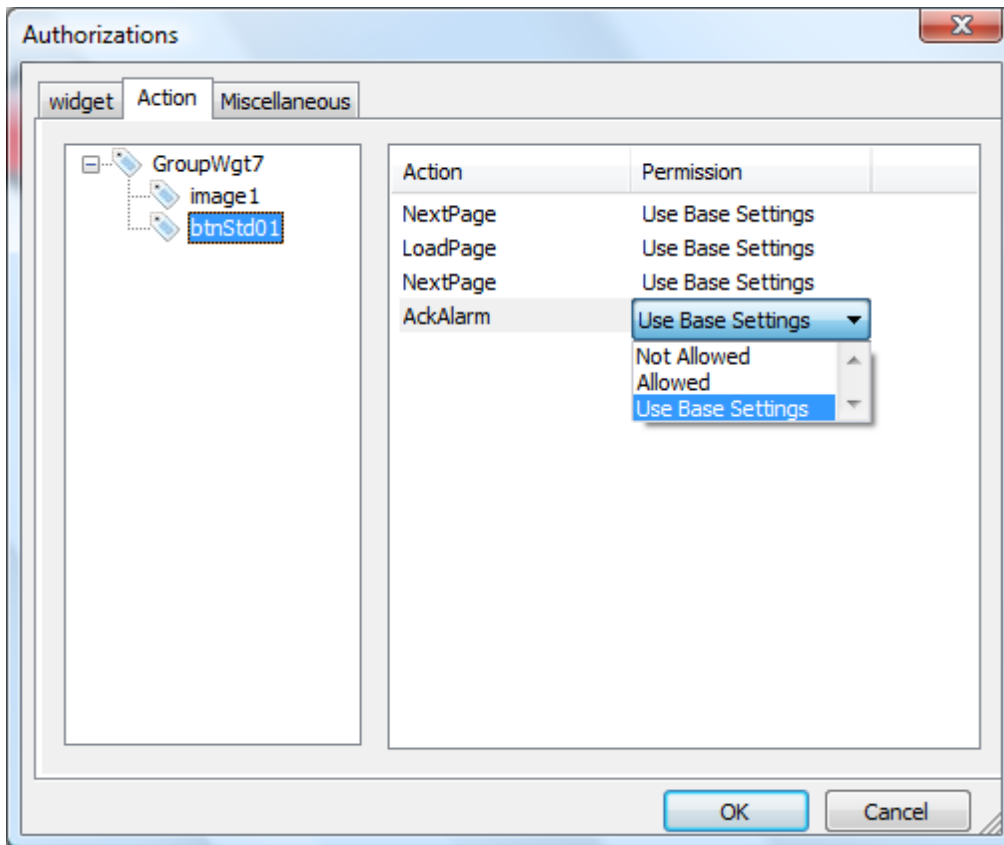 Authorizations
widget Action Miscellaneous
GroupWgt7
image1
btnStd01
Action Permission
NextPage Use Base Settings
LoadPage Use Base Settings
NextPage Use Base Settings
AckAlarm Use Base Settings
Not Allowed
Allowed
Use Base Settings
OK Cancel